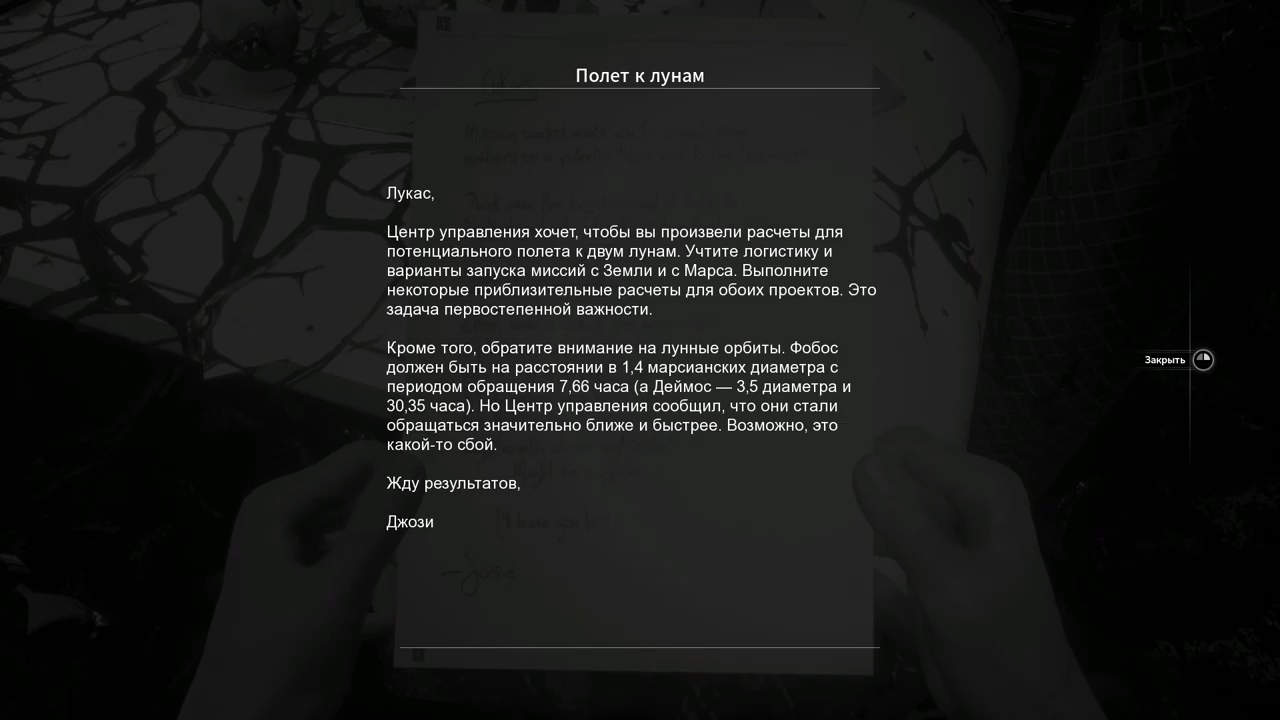 Полет к лунам
Лукас,
Центр управления хочет, чтобы вы произвели расчеты для
потенциального полета к двум лунам. Учтите логистику и
варианты запуска миссий с Земли и с Марса. Выполните
некоторые приблизительные расчеты для обоих проектов. Это
задача первостепенной важности.
Кроме того, обратите внимание на лунные орбиты. Фобос
должен быть на расстоянии в 1,4 марсианских диаметра с
периодом обращения 7,66 часа (а Деймос — 3,5 диаметра и
30,35 часа). Но Центр управления сообщил, что они стали
обращаться значительно ближе и быстрее. Возможно, это
какой-то сбой.
Жду результатов,
Джози
Закрыть
—Josie